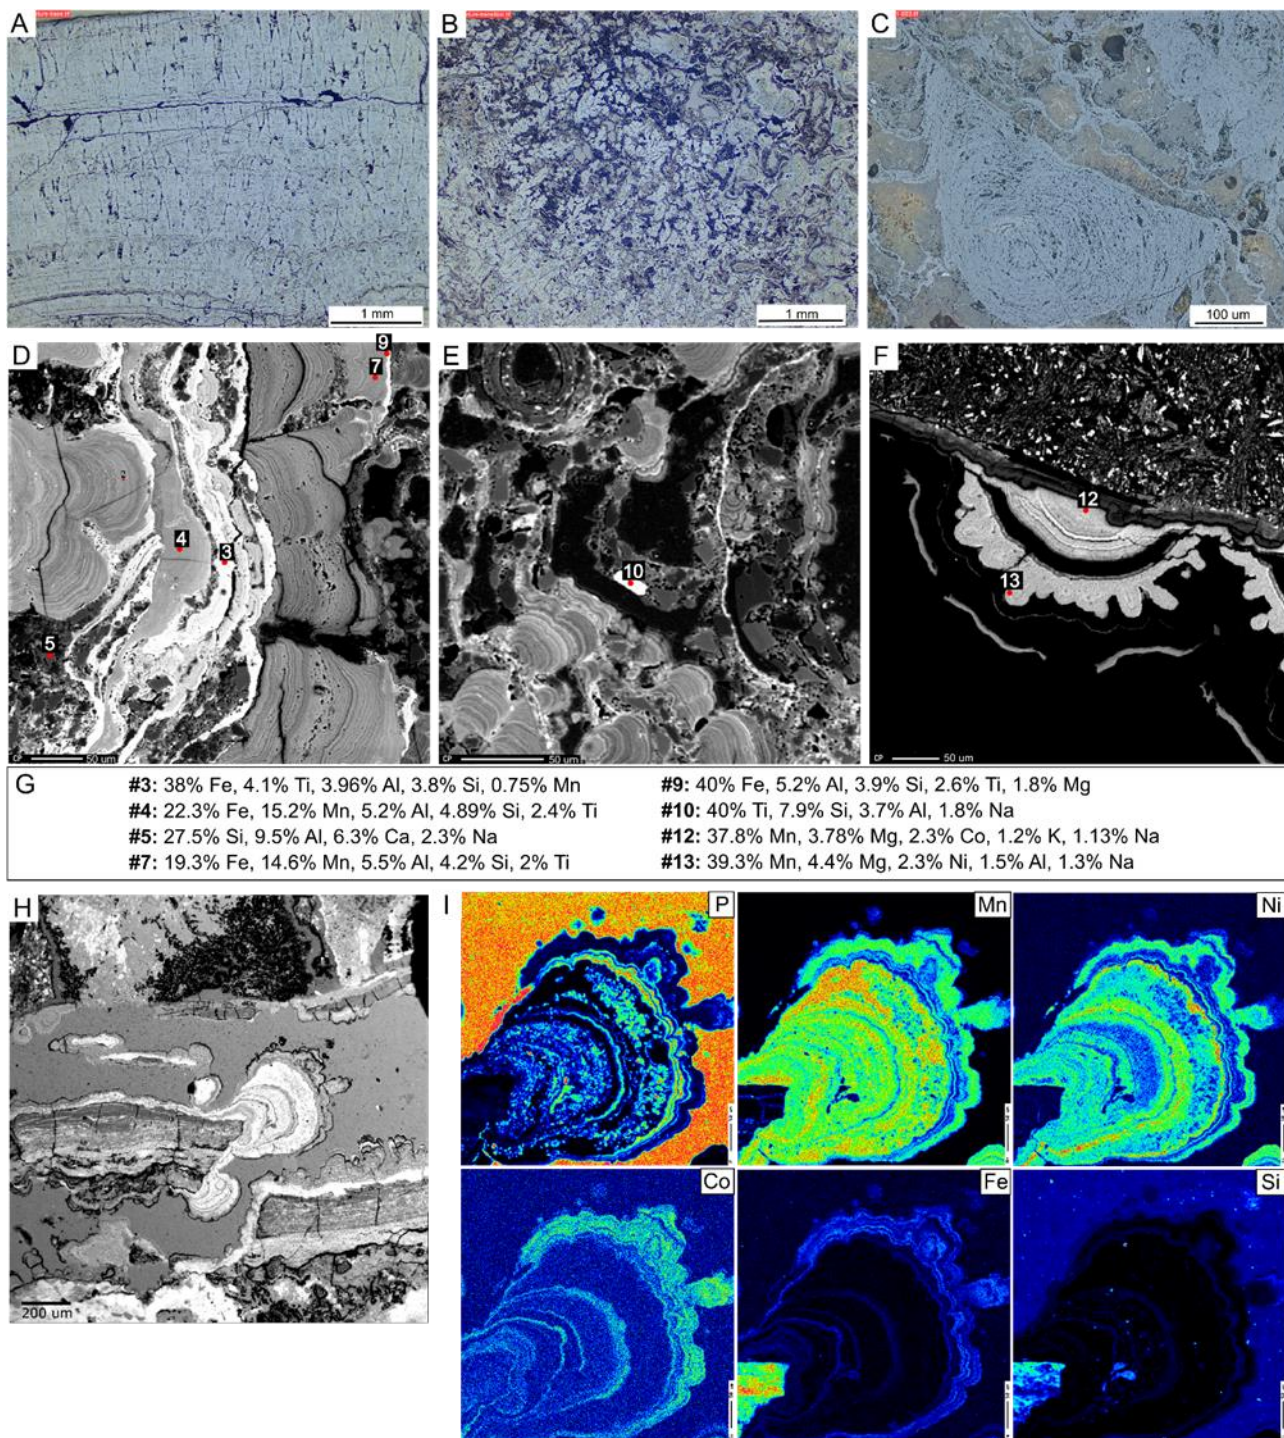 A
B
C
1 mm
1 mm
100 um
D
9
7
4
3
5
CP
50 um
E
10
CP
50 um
F
12
13
CP
50 um
G
#3: 38% Fe, 4.1% Ti, 3.96% Al, 3.8% Si, 0.75% Mn
#4: 22.3% Fe, 15.2% Mn, 5.2% Al, 4.89% Si, 2.4% Ti
#5: 27.5% Si, 9.5% Al, 6.3% Ca, 2.3% Na
#7: 19.3% Fe, 14.6% Mn, 5.5% Al, 4.2% Si, 2% Ti
#9: 40% Fe, 5.2% Al, 3.9% Si, 2.6% Ti, 1.8% Mg
#10: 40% Ti, 7.9% Si, 3.7% Al, 1.8% Na
#12: 37.8% Mn, 3.78% Mg, 2.3% Co, 1.2% K, 1.13% Na
#13: 39.3% Mn, 4.4% Mg, 2.3% Ni, 1.5% Al, 1.3% Na
H
200 um
I
P
Mn
Ni
Co
Fe
Si